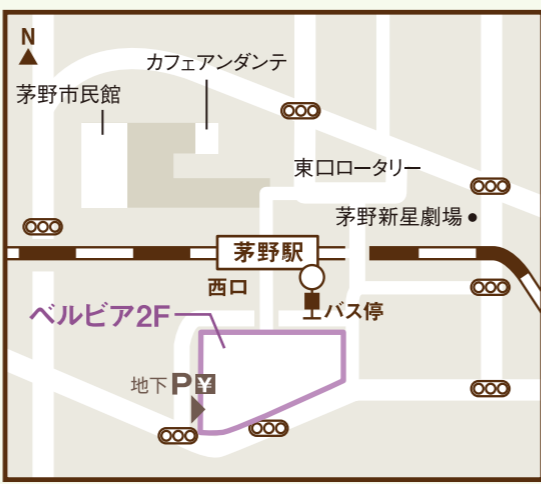 N
カフェアンダンテ
茅野市民館
東口ロータリー
茅野新星劇場
茅野駅
西口
バス停
ベルビア2F
地下 P ¥